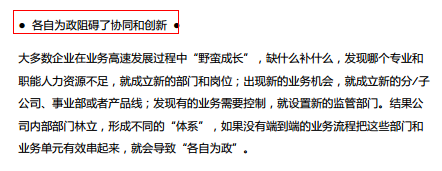 ● 各自为政阻碍了协同和创新 ●
大多数企业在业务高速发展过程中“野蛮成长”，缺什么补什么，发现哪个专业和
职能人力资源不足，就成立新的部门和岗位；出现新的业务机会，就成立新的分/子
公司、事业部或者产品线；发现有的业务需要控制，就设置新的监管部门。结果公
司内部部门林立，形成不同的“体系”，如果没有端到端的业务流程把这些部门和
业务单元有效串起来，就会导致“各自为政”。